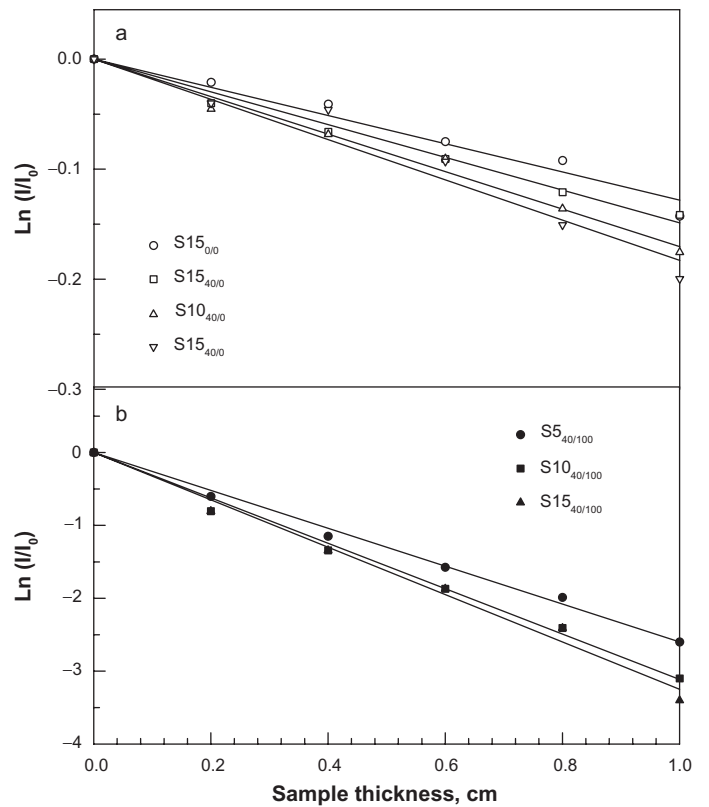 a
0.0
−0.1
−0.2
−0.3
Ln (I/I₀)
S15₀/₀
S15₄₀/₀
S10₄₀/₀
S15₄₀/₀
b
0
−1
−2
−3
−4
Ln (I/I₀)
S5₄₀/₁₀₀
S10₄₀/₁₀₀
S15₄₀/₁₀₀
0.0 0.2 0.4 0.6 0.8 1.0
Sample thickness, cm